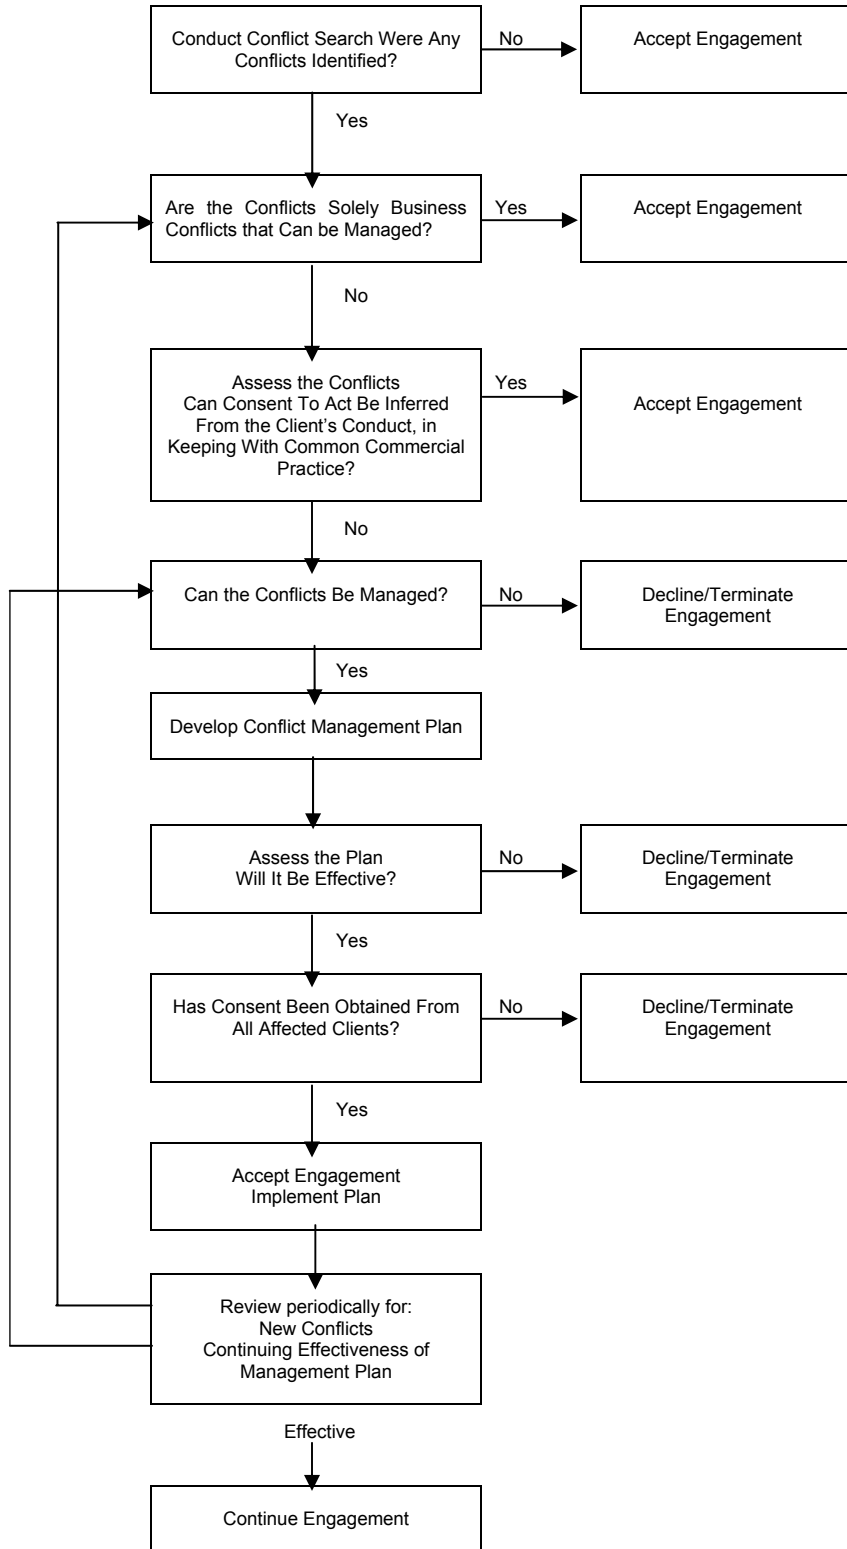 Conduct Conflict Search Were Any
Conflicts Identified?
No
Accept Engagement
Yes
Are the Conflicts Solely Business
Conflicts that Can be Managed?
Yes
Accept Engagement
No
Assess the Conflicts
Can Consent To Act Be Inferred
From the Client's Conduct, in
Keeping With Common Commercial
Practice?
Yes
Accept Engagement
No
Can the Conflicts Be Managed?
No
Decline/Terminate
Engagement
Yes
Develop Conflict Management Plan
Assess the Plan
Will It Be Effective?
No
Decline/Terminate
Engagement
Yes
Has Consent Been Obtained From
All Affected Clients?
No
Decline/Terminate
Engagement
Yes
Accept Engagement
Implement Plan
Review periodically for:
New Conflicts
Continuing Effectiveness of
Management Plan
Effective
Continue Engagement